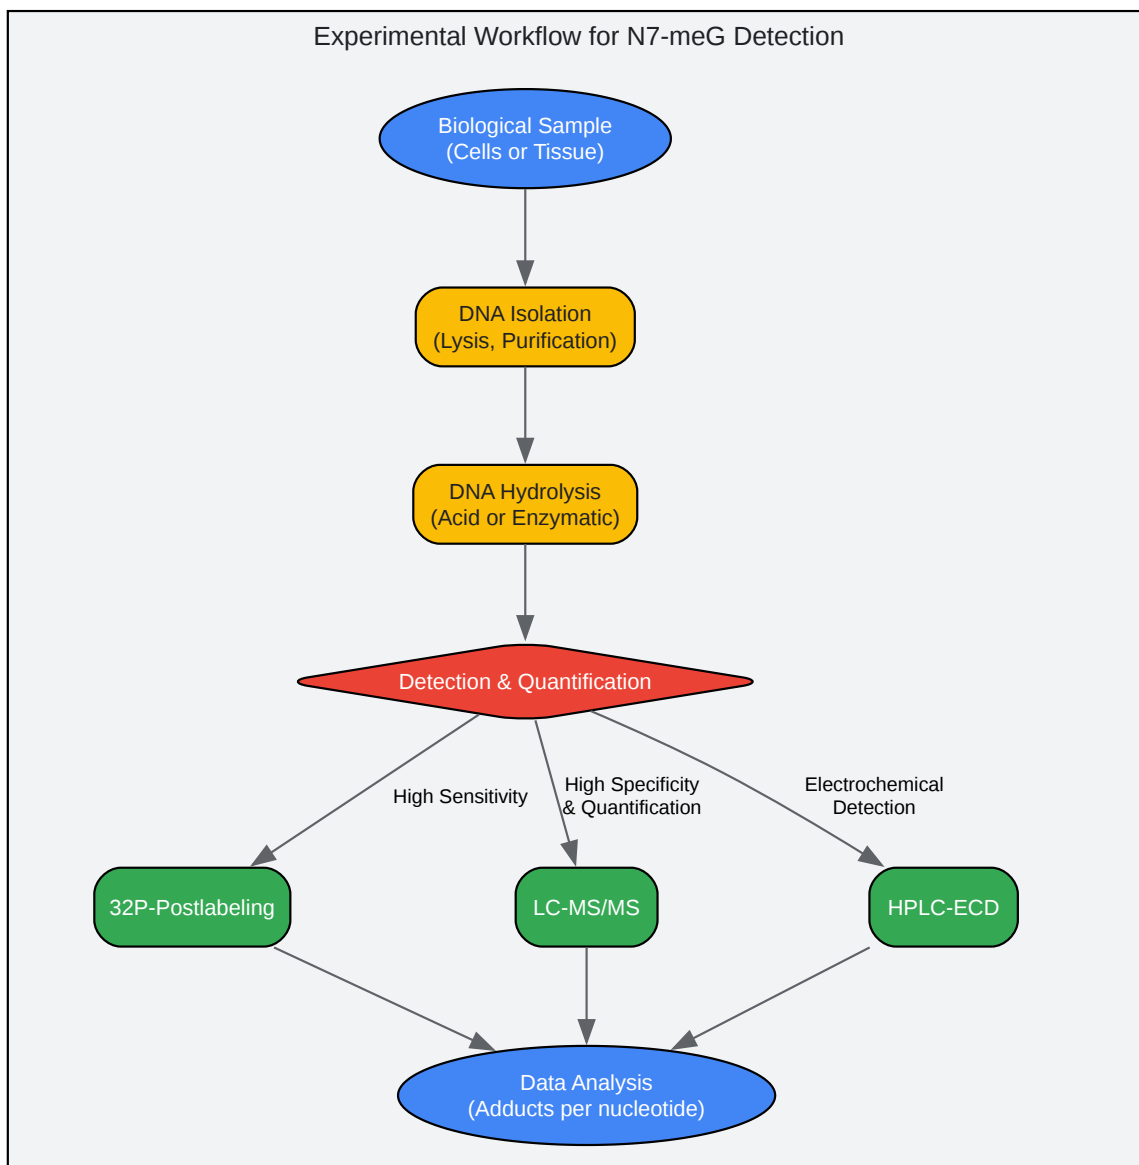 Experimental Workflow for N7-meG Detection
Biological Sample
(Cells or Tissue)
DNA Isolation
(Lysis, Purification)
DNA Hydrolysis
(Acid or Enzymatic)
Detection & Quantification
High Sensitivity
High Specificity
& Quantification
Electrochemical
Detection
32P-Postlabeling
LC-MS/MS
HPLC-ECD
Data Analysis
(Adducts per nucleotide)